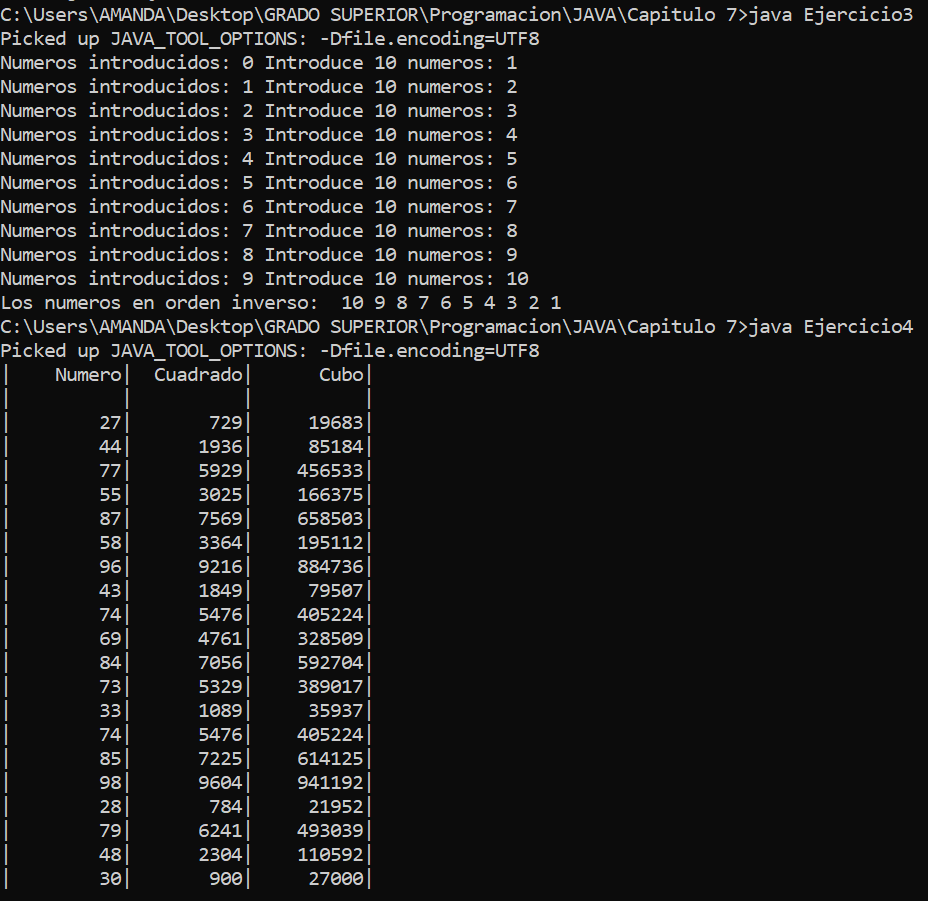 C:\Users\AMANDA\Desktop\GRADO SUPERIOR\Programacion\JAVA\Capitulo 7>java Ejercicio3
Picked up JAVA_TOOL_OPTIONS: -Dfile.encoding=UTF8
Numeros introducidos: 0 Introduce 10 numeros: 1
Numeros introducidos: 1 Introduce 10 numeros: 2
Numeros introducidos: 2 Introduce 10 numeros: 3
Numeros introducidos: 3 Introduce 10 numeros: 4
Numeros introducidos: 4 Introduce 10 numeros: 5
Numeros introducidos: 5 Introduce 10 numeros: 6
Numeros introducidos: 6 Introduce 10 numeros: 7
Numeros introducidos: 7 Introduce 10 numeros: 8
Numeros introducidos: 8 Introduce 10 numeros: 9
Numeros introducidos: 9 Introduce 10 numeros: 10
Los numeros en orden inverso:  10 9 8 7 6 5 4 3 2 1
C:\Users\AMANDA\Desktop\GRADO SUPERIOR\Programacion\JAVA\Capitulo 7>java Ejercicio4
Picked up JAVA_TOOL_OPTIONS: -Dfile.encoding=UTF8
|    Numero|  Cuadrado|      Cubo|
|          |          |          |
|        27|       729|     19683|
|        44|      1936|     85184|
|        77|      5929|    456533|
|        55|      3025|    166375|
|        87|      7569|    658503|
|        58|      3364|    195112|
|        96|      9216|    884736|
|        43|      1849|     79507|
|        74|      5476|    405224|
|        69|      4761|    328509|
|        84|      7056|    592704|
|        73|      5329|    389017|
|        33|      1089|     35937|
|        74|      5476|    405224|
|        85|      7225|    614125|
|        98|      9604|    941192|
|        28|       784|     21952|
|        79|      6241|    493039|
|        48|      2304|    110592|
|        30|       900|     27000|